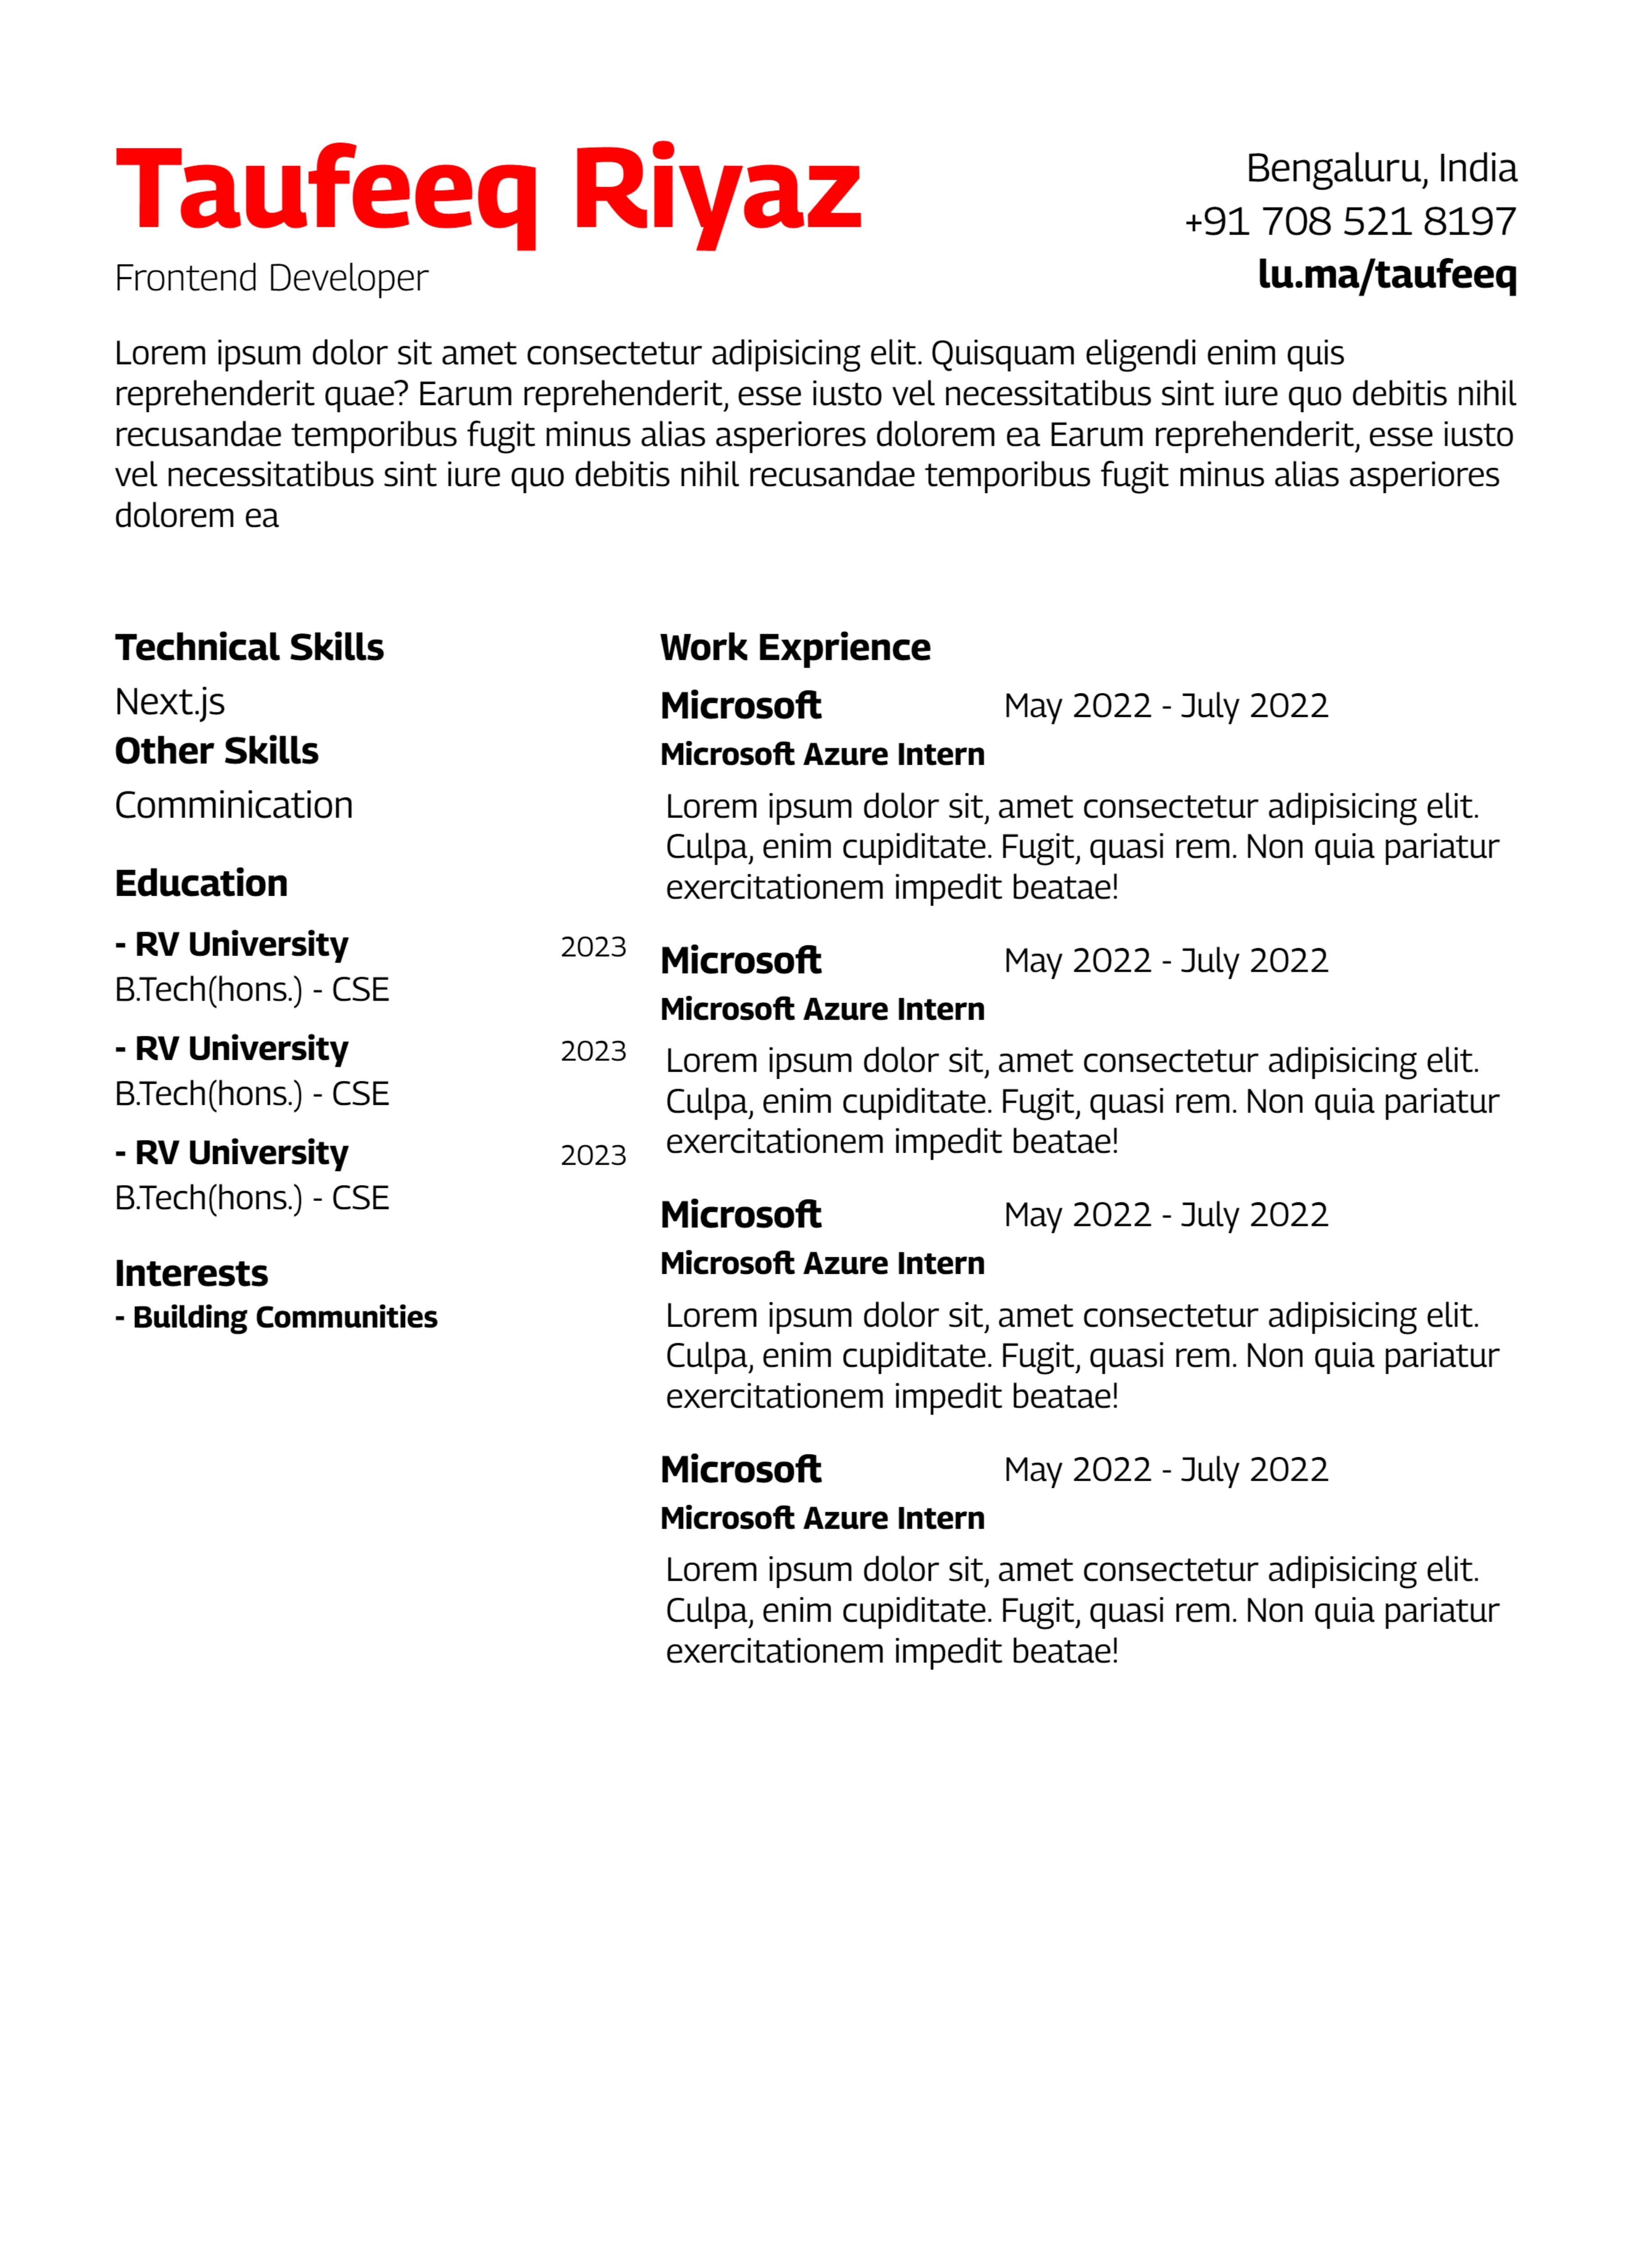 Taufeeq Riyaz
Frontend Developer
Bengaluru, India
+91 708 521 8197
lu.ma/taufeeq
Lorem ipsum dolor sit amet consectetur adipisicing elit. Quisquam eligendi enim quis
reprehenderit quae? Earum reprehenderit, esse iusto vel necessitatibus sint iure quo debitis nihil
recusandae temporibus fugit minus alias asperiores dolorem ea Earum reprehenderit, esse iusto
vel necessitatibus sint iure quo debitis nihil recusandae temporibus fugit minus alias asperiores
dolorem ea
Technical Skills
Next.js
Other Skills
Comminication
Education
- RV University 2023
B.Tech(hons.) - CSE
- RV University 2023
B.Tech(hons.) - CSE
- RV University 2023
B.Tech(hons.) - CSE
Interests
- Building Communities
Work Exprience
Microsoft May 2022 - July 2022
Microsoft Azure Intern
Lorem ipsum dolor sit, amet consectetur adipisicing elit.
Culpa, enim cupiditate. Fugit, quasi rem. Non quia pariatur
exercitationem impedit beatae!
Microsoft May 2022 - July 2022
Microsoft Azure Intern
Lorem ipsum dolor sit, amet consectetur adipisicing elit.
Culpa, enim cupiditate. Fugit, quasi rem. Non quia pariatur
exercitationem impedit beatae!
Microsoft May 2022 - July 2022
Microsoft Azure Intern
Lorem ipsum dolor sit, amet consectetur adipisicing elit.
Culpa, enim cupiditate. Fugit, quasi rem. Non quia pariatur
exercitationem impedit beatae!
Microsoft May 2022 - July 2022
Microsoft Azure Intern
Lorem ipsum dolor sit, amet consectetur adipisicing elit.
Culpa, enim cupiditate. Fugit, quasi rem. Non quia pariatur
exercitationem impedit beatae!